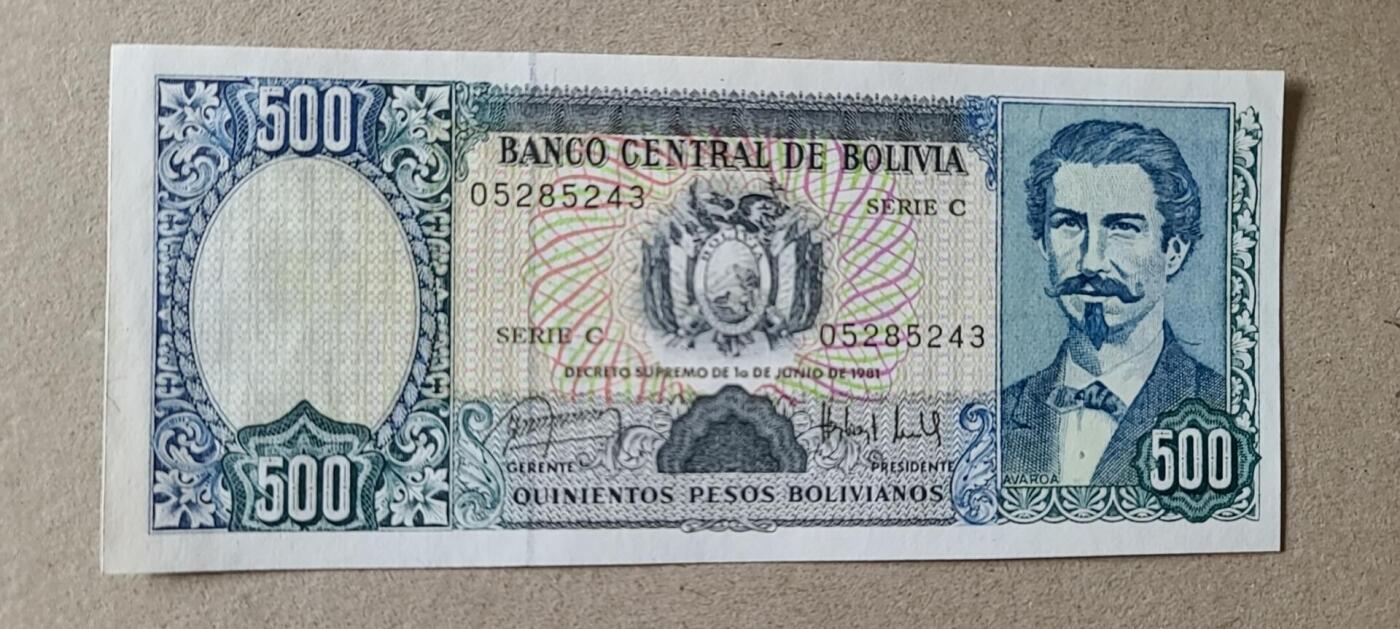 500
BANCO CENTRAL DE BOLIVIA
05285243
SERIE C
BOLIVIA
SERIE C
05285243
DECRETO SUPREMO DE 1o DE JUNIO DE 1981
GERENTE
PRESIDENTE
QUINIENTOS PESOS BOLIVIANOS
500
AVAROA
500